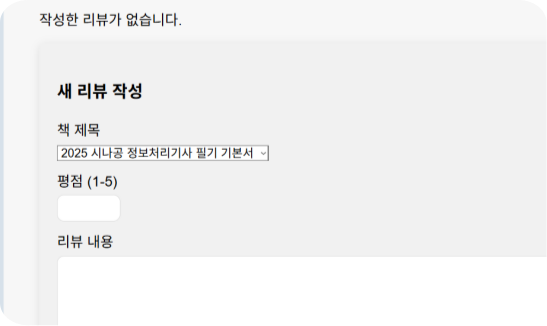 작성한 리뷰가 없습니다.
새 리뷰 작성
책 제목
2025 시나공 정보처리기사 필기 기본서
평점 (1-5)
리뷰 내용